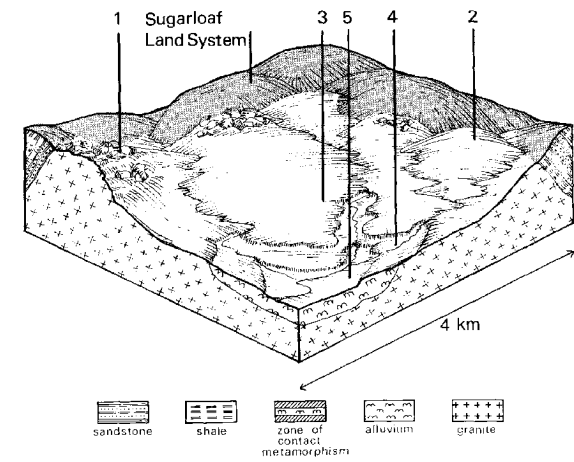 1
Sugarloaf
Land System
3
5
4
2
4 km
sandstone
shale
zone of
contact
metamorphism
alluvium
granite